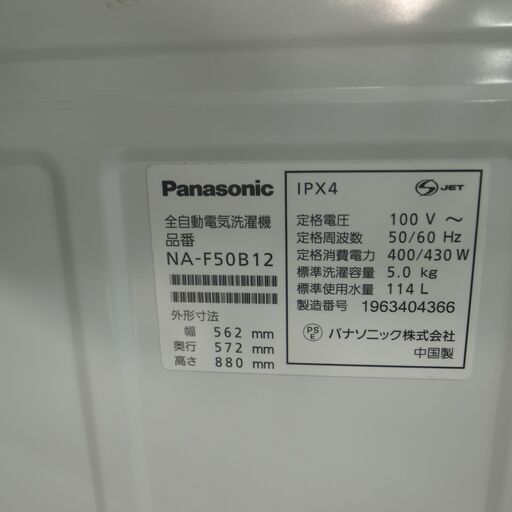 Panasonic
全自動電気洗濯機
品番
NA-F50B12
外形寸法
幅 562 mm
奥行 572 mm
高さ 880 mm
IPX4
S JET
定格電圧 100 V ～
定格周波数 50/60 Hz
定格消費電力 400/430 W
標準洗濯容量 5.0 kg
標準使用水量 114 L
製造番号 1963404366
PS E パナソニック株式会社
中国製